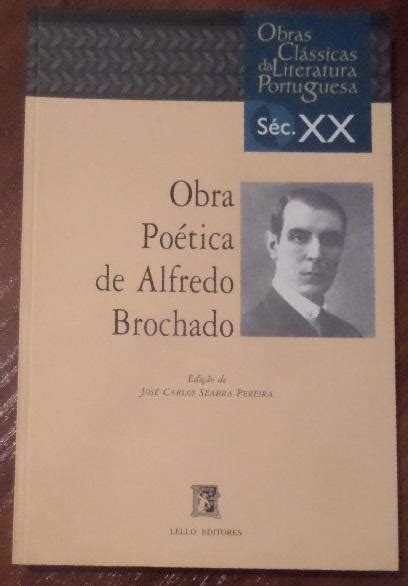 Obras
Clássicas
da Literatura
Portuguesa
Séc. XX
Obra
Poética
de Alfredo
Brochado
Edição de
JOSÉ CARLOS SEABRA PEREIRA
LELLO EDITORES